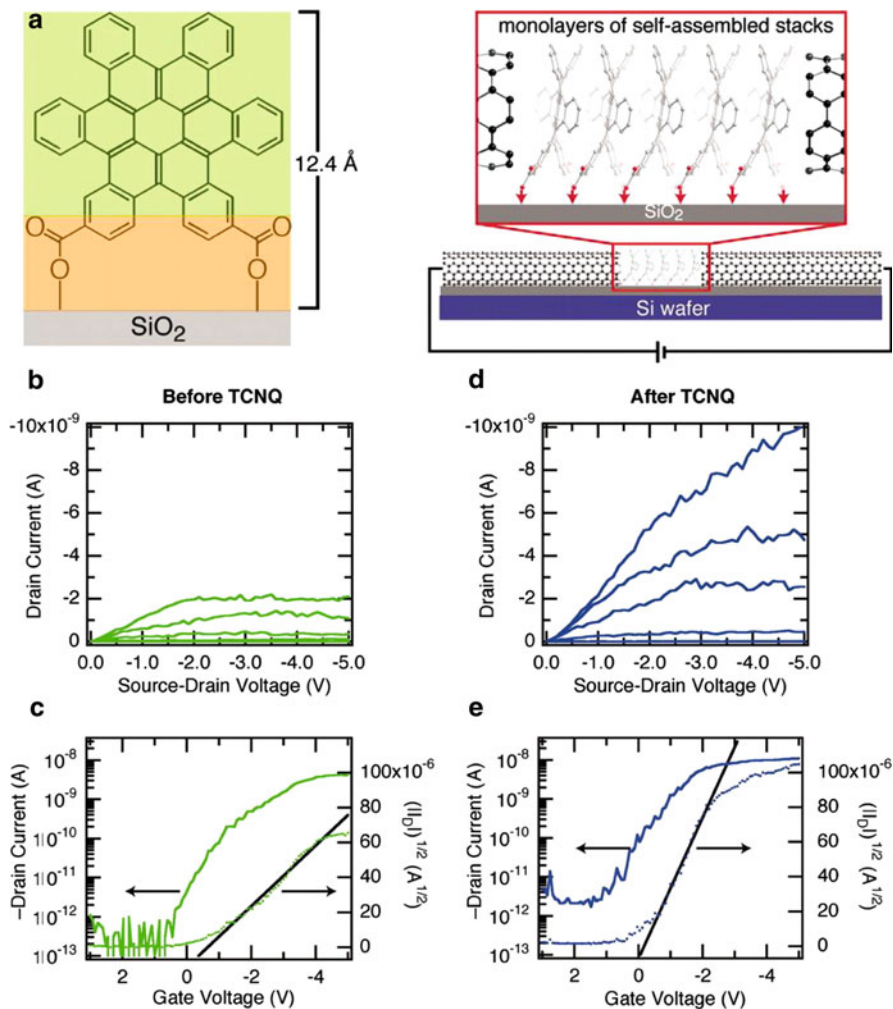 a
O
O
O
O
12.4 Å
SiO₂
monolayers of self-assembled stacks
SiO₂
Si wafer
b
Before TCNQ
-10x10⁻⁹
-8
-6
-4
-2
0
Drain Current (A)
0.0 -1.0 -2.0 -3.0 -4.0 -5.0
Source-Drain Voltage (V)
d
After TCNQ
-10x10⁻⁹
-8
-6
-4
-2
0
Drain Current (A)
0.0 -1.0 -2.0 -3.0 -4.0 -5.0
Source-Drain Voltage (V)
c
10⁻⁸
10⁻⁹
10⁻¹⁰
10⁻¹¹
10⁻¹²
10⁻¹³
–Drain Current (A)
100x10⁻⁶
80
60
40
20
0
(|I_D|)^1/2 (A^1/2)
2 0 -2 -4
Gate Voltage (V)
e
10⁻⁸
10⁻⁹
10⁻¹⁰
10⁻¹¹
10⁻¹²
10⁻¹³
–Drain Current (A)
100x10⁻⁶
80
60
40
20
0
(|I_D|)^1/2 (A^1/2)
2 0 -2 -4
Gate Voltage (V)